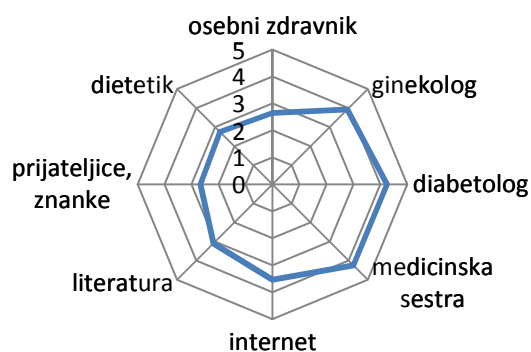 osebni zdravnik
5
4
3
2
1
0
ginekolog
diabetolog
medicinska
sestra
internet
literatura
prijateljice,
znanke
dietetik